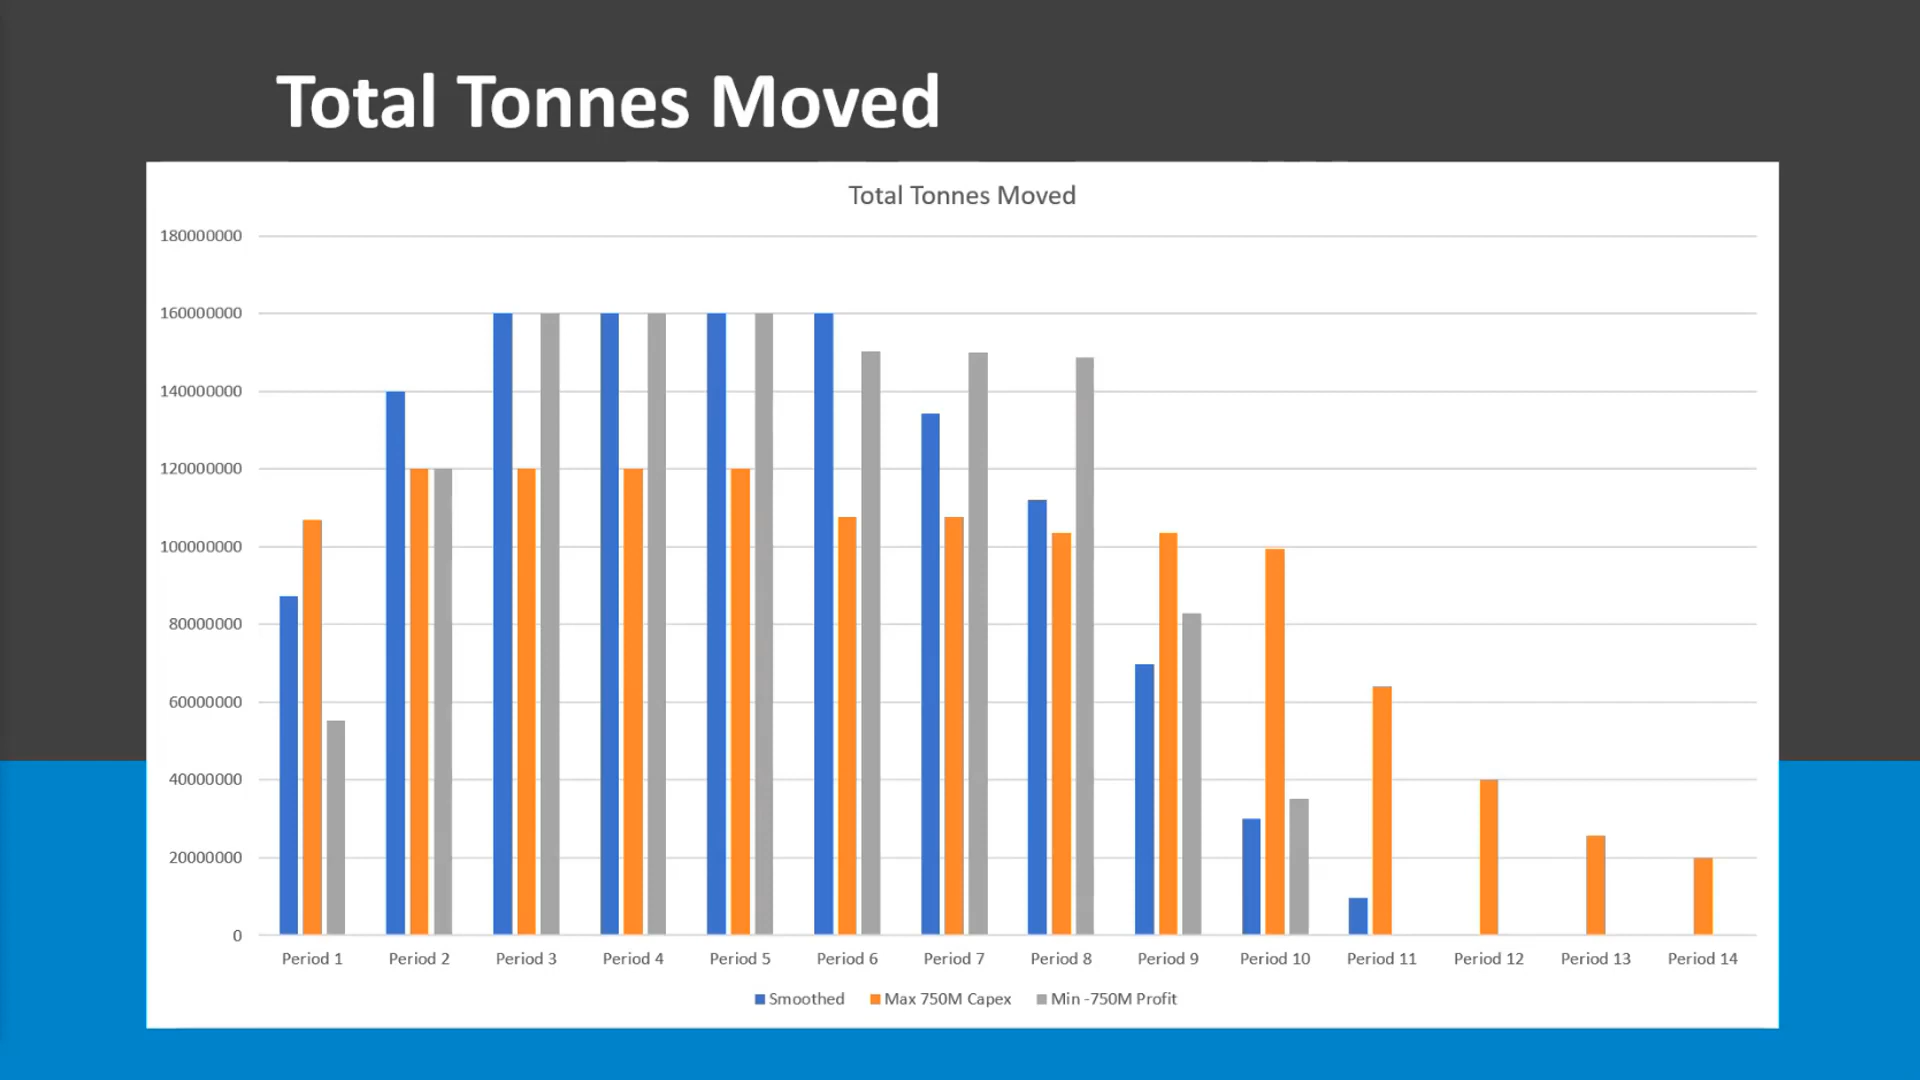 Total Tonnes Moved
Total Tonnes Moved
180000000
160000000
140000000
120000000
100000000
80000000
60000000
40000000
20000000
0
Period 1 Period 2 Period 3 Period 4 Period 5 Period 6 Period 7 Period 8 Period 9 Period 10 Period 11 Period 12 Period 13 Period 14
Smoothed Max 750M Capex Min -750M Profit